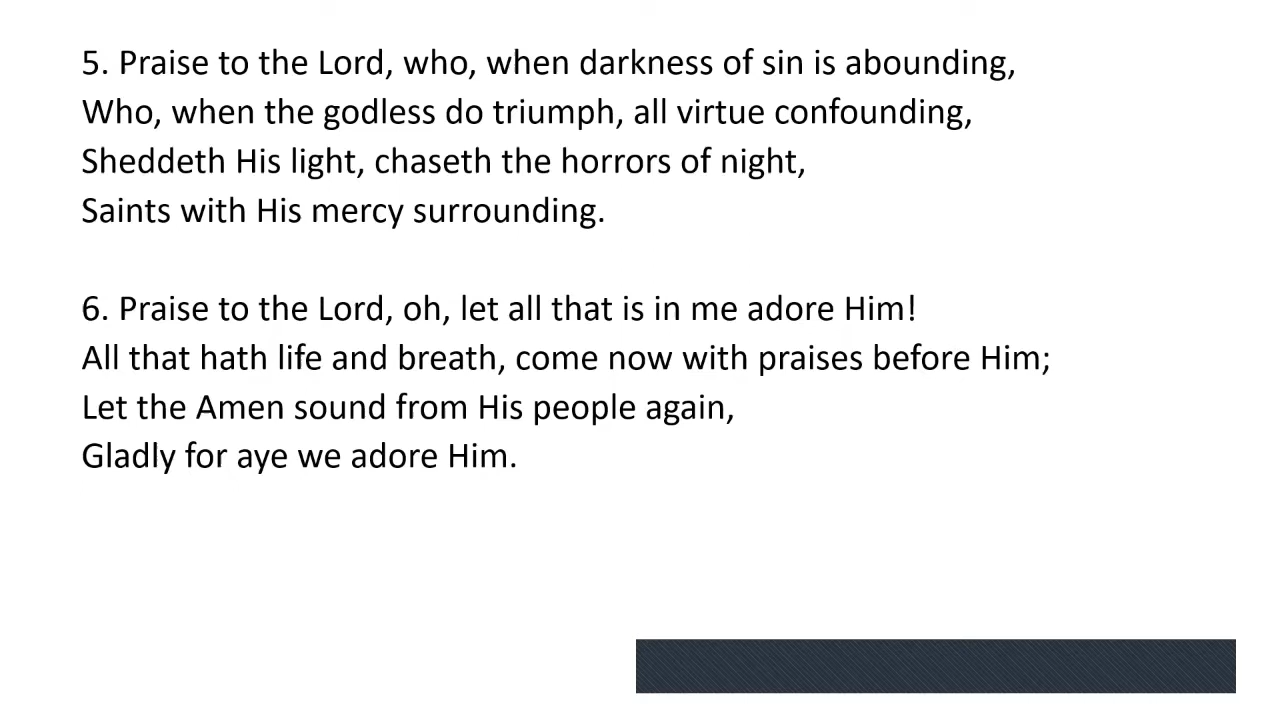 5. Praise to the Lord, who, when darkness of sin is abounding,
Who, when the godless do triumph, all virtue confounding,
Sheddeth His light, chaseth the horrors of night,
Saints with His mercy surrounding.
6. Praise to the Lord, oh, let all that is in me adore Him!
All that hath life and breath, come now with praises before Him;
Let the Amen sound from His people again,
Gladly for aye we adore Him.